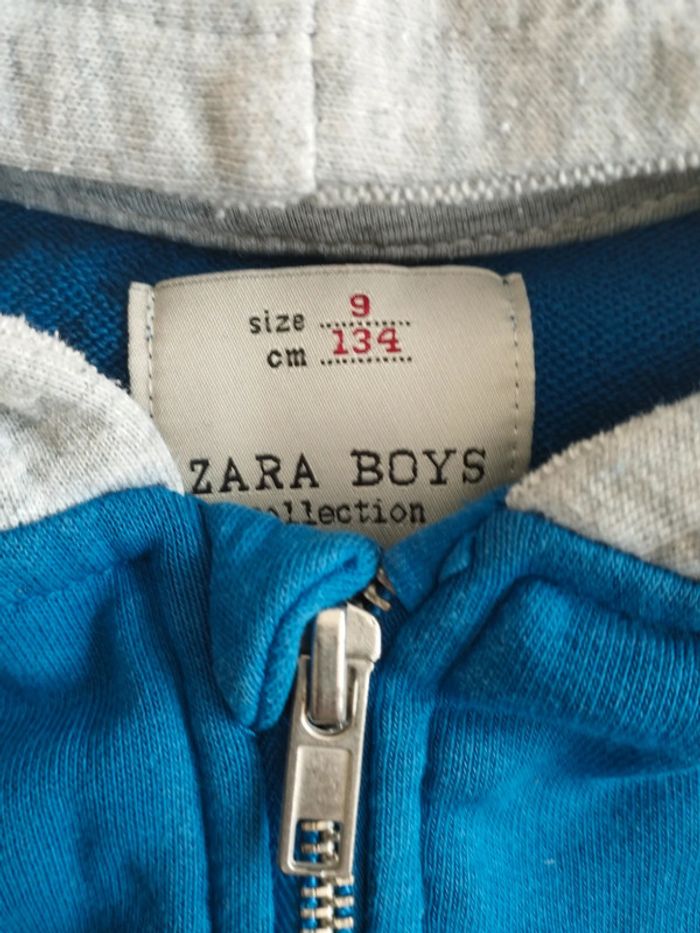 size 9
cm 134
ZARA BOYS
collection